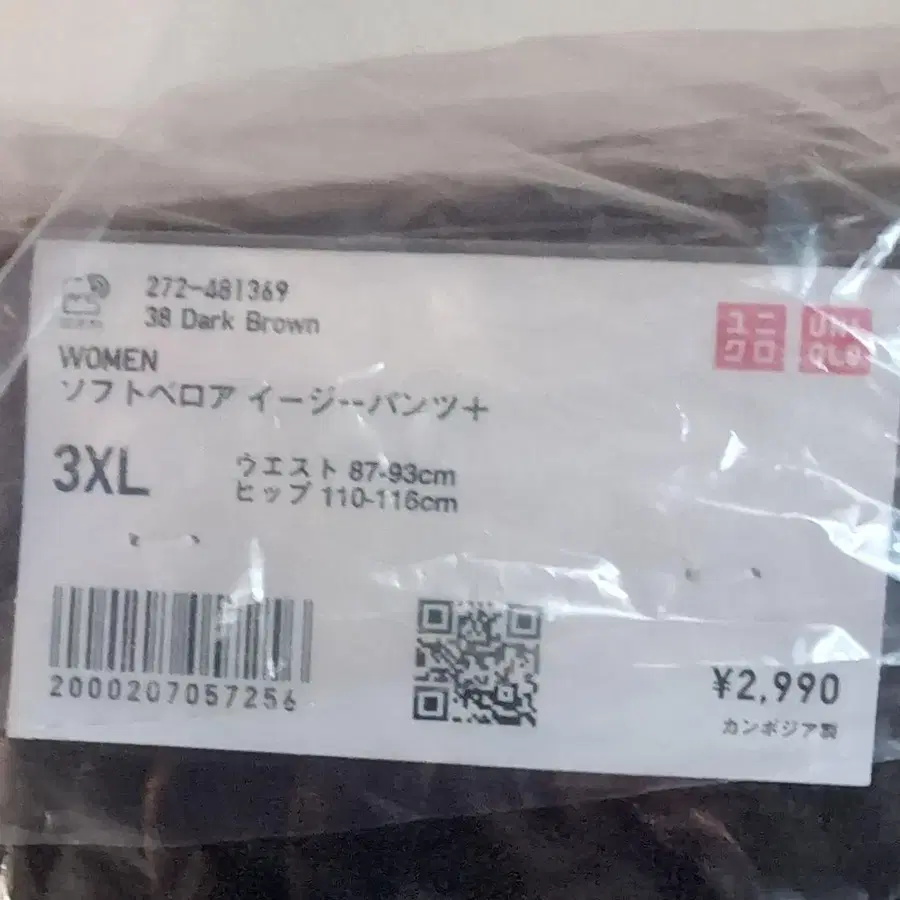 272-481369
38 Dark Brown
WOMEN
ソフトベロア イージーパンツ+
3XL
ウエスト 87-93cm
ヒップ 110-116cm
ユニクロ
UNIQLO
2000207057256
¥2,990
カンボジア製